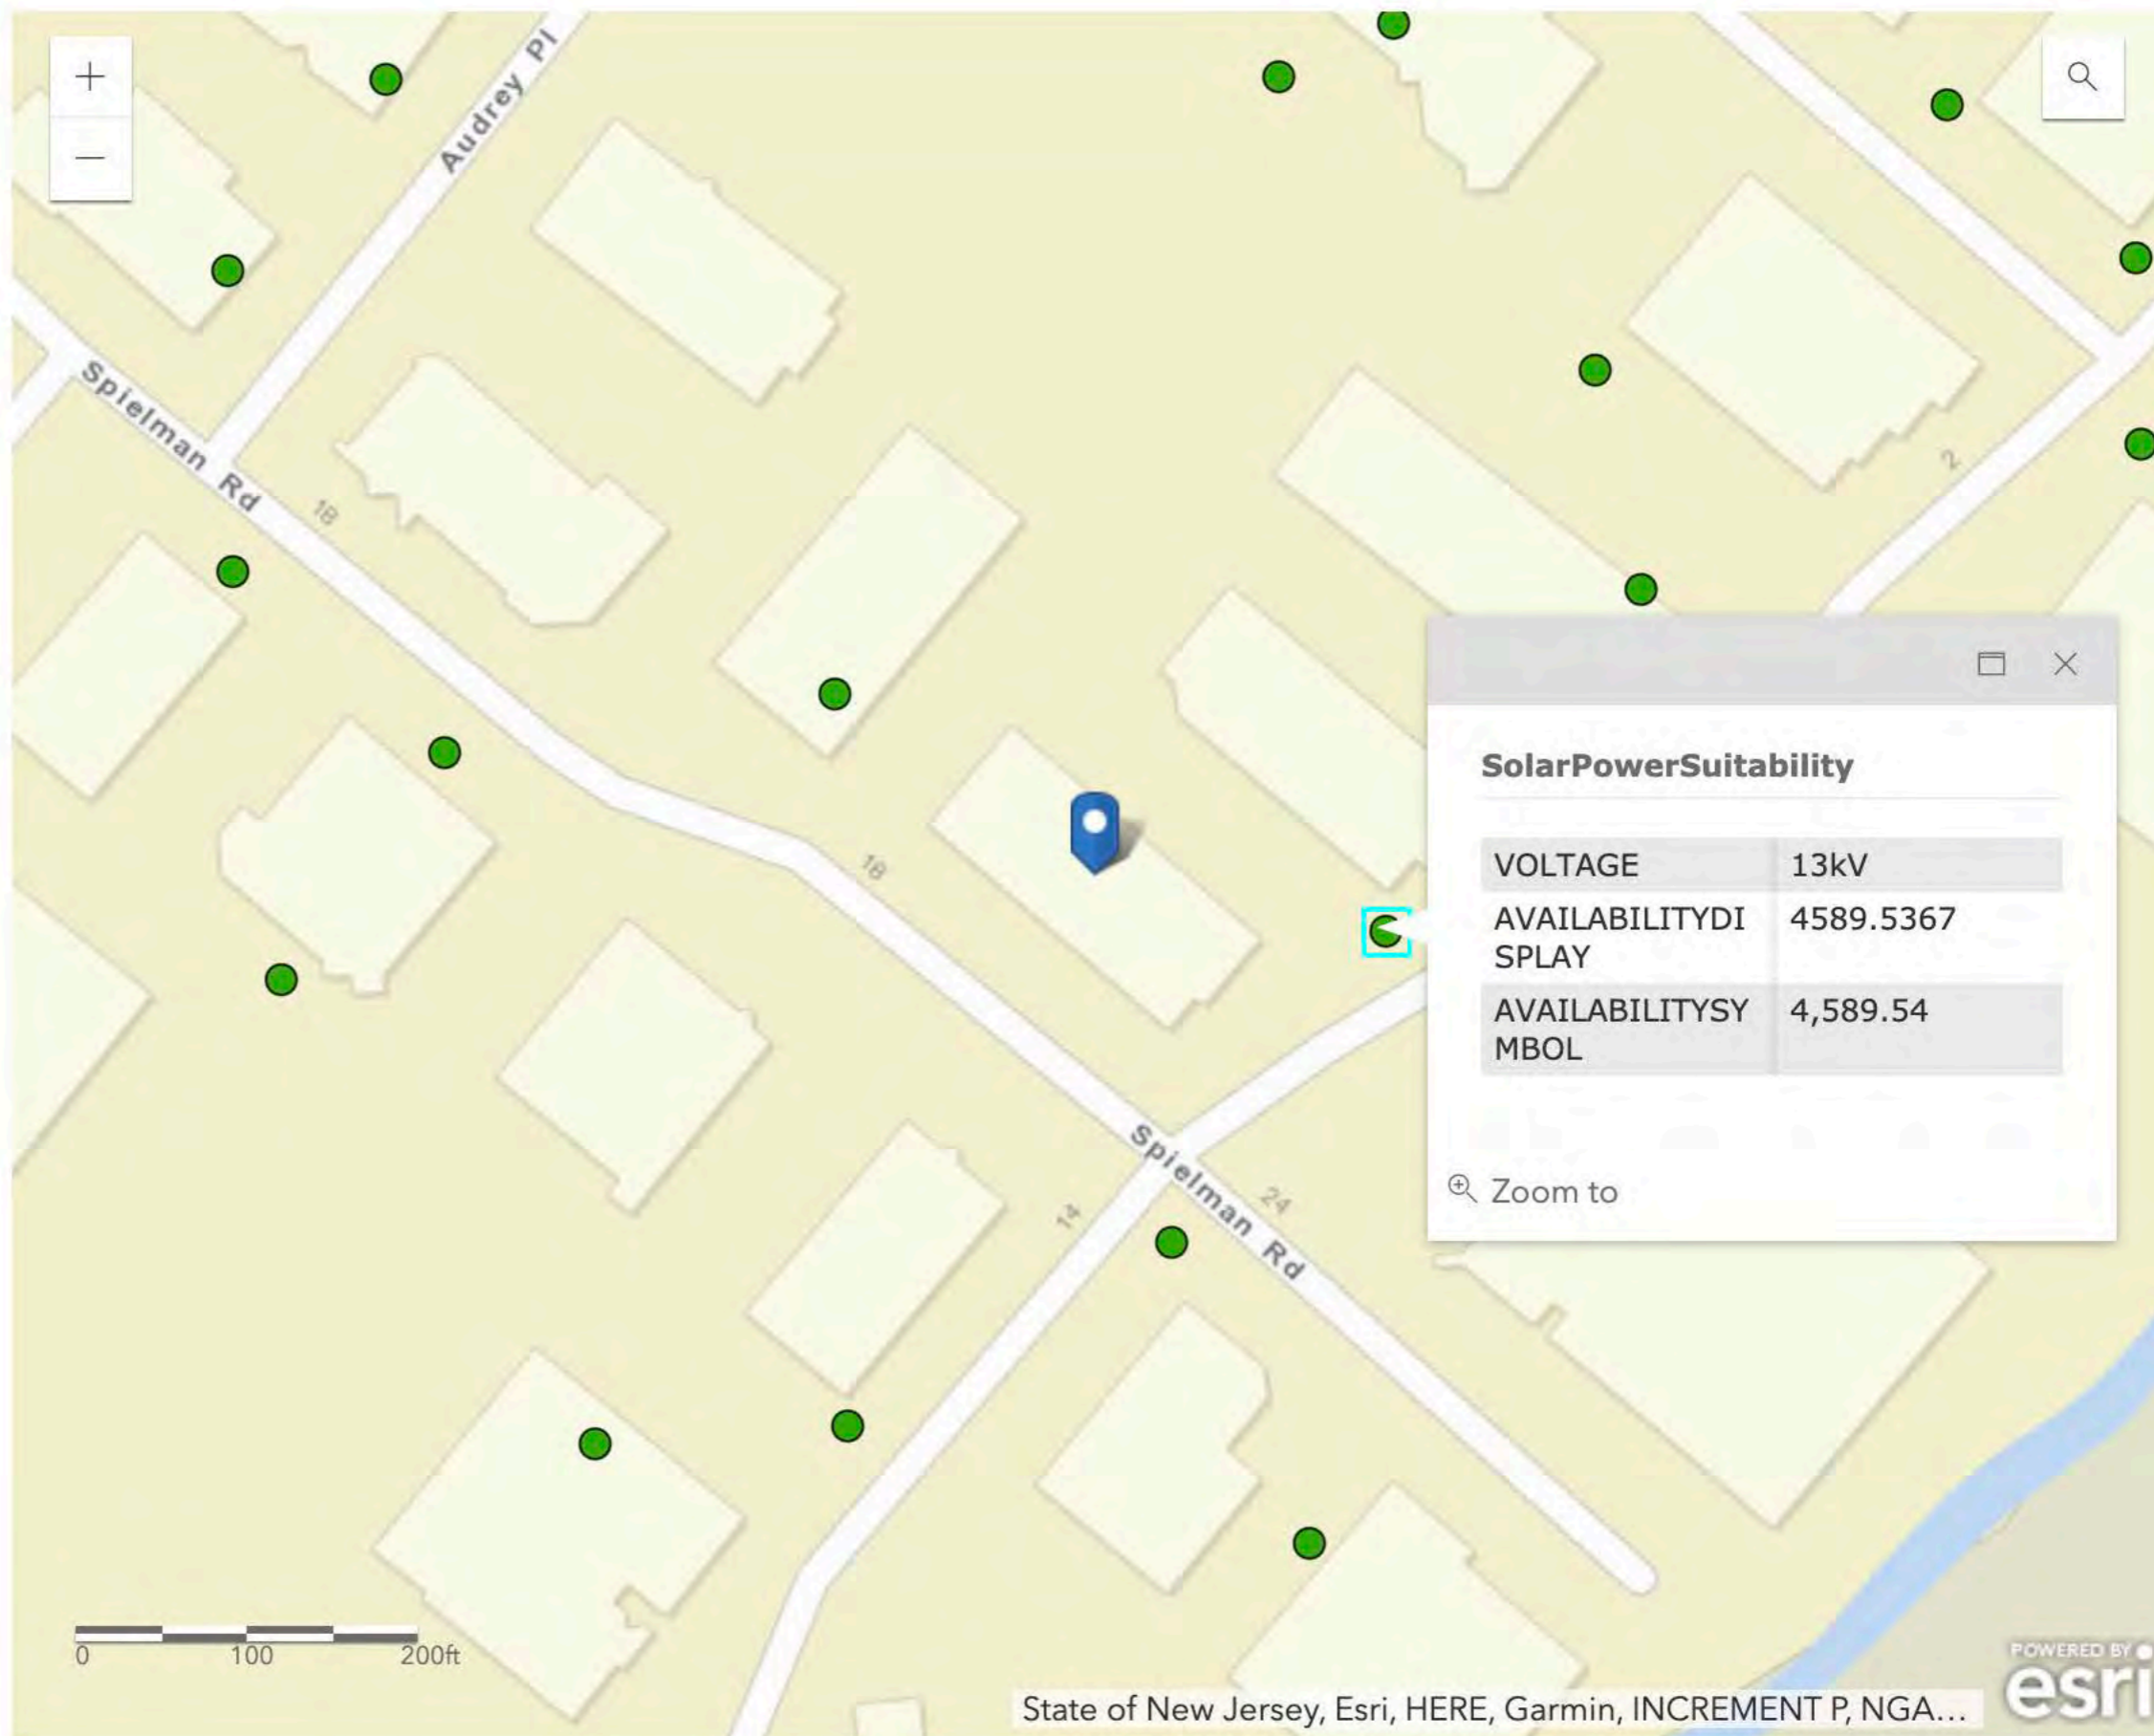 Audrey Pl
Spielman Rd
18
2
SolarPowerSuitability
VOLTAGE 13kV
AVAILABILITYDI 4589.5367
SPLAY
AVAILABILITYSY 4,589.54
MBOL
Zoom to
18
Spielman Rd
24
14
0 100 200ft
State of New Jersey, Esri, HERE, Garmin, INCREMENT P, NGA...
POWERED BY
esri